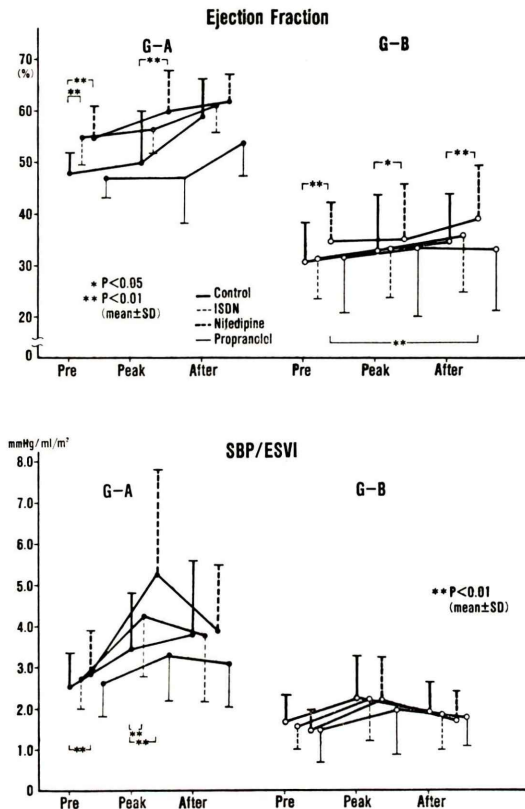 Ejection Fraction
G-A
G-B
70
(%)
60
50
40
30
20
0
**
**
**
**
*
**
**
* P<0.05
** P<0.01
(mean±SD)
Control
ISDN
Nifedipine
Propranolol
Pre
Peak
After
Pre
Peak
After
SBP/ESVI
mmHg/ml/m²
G-A
G-B
8.0
7.0
6.0
5.0
4.0
3.0
2.0
1.0
0
**
**
**
** P<0.01
(mean±SD)
Pre
Peak
After
Pre
Peak
After